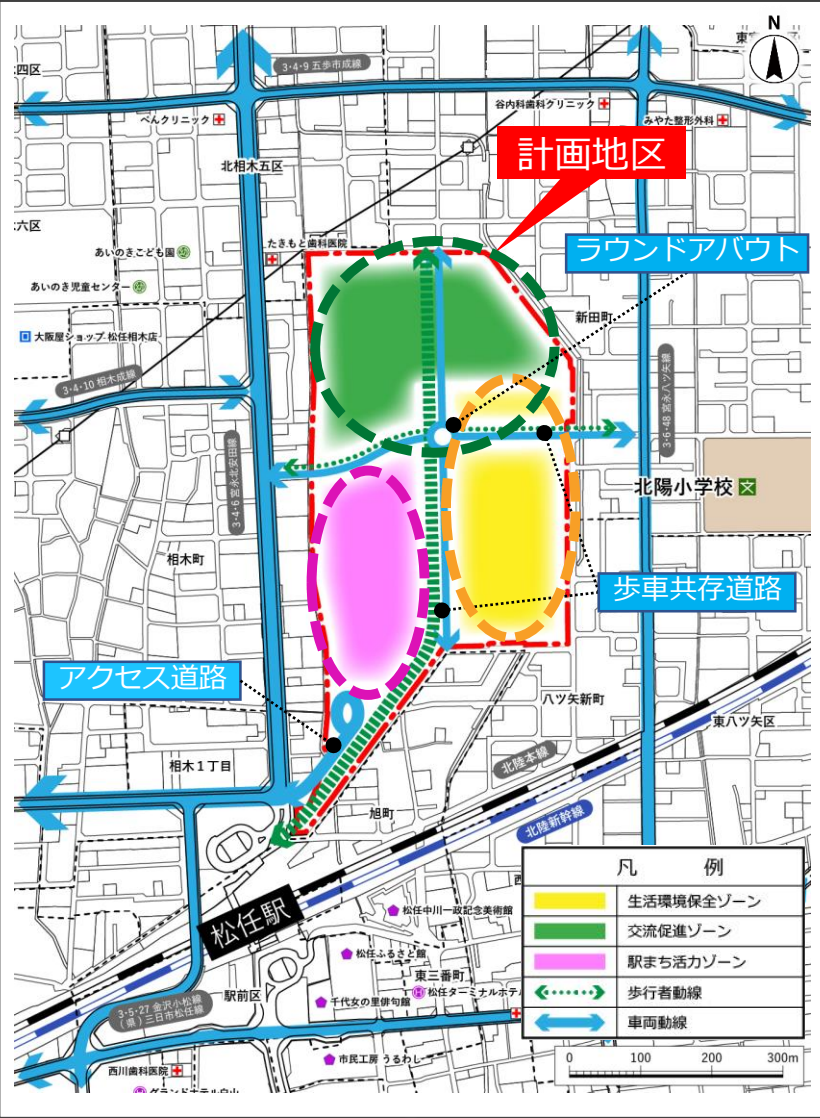 N
3・4・9 五歩市成線
谷内科歯科クリニック
べんクリニック
みやた整形外科
計画地区
北相木五区
たきもと歯科医院
ラウンドアバウト
あいのきこども園
あいのき児童センター
新田町
大阪屋ショップ 松任相木店
3・4・10 相木成線
3・6・48 宮永八ツ矢線
3・4・6 宮永北安田線
北陽小学校
文
相木町
歩車共存道路
アクセス道路
八ツ矢新町
東八ツ矢区
相木1丁目
北陸本線
旭町
北陸新幹線
松任駅
松任中川一政記念美術館
松任ふるさと館
東三番町
駅前区
千代女の里俳句館
松任ターミナルホテル
3・5・27 金沢小松線
(県)三日市松任線
市民工房 うるわし
西川歯科医院
グランドホテル白山
凡 例
生活環境保全ゾーン
交流促進ゾーン
駅まち活力ゾーン
歩行者動線
車両動線
0 100 200 300m